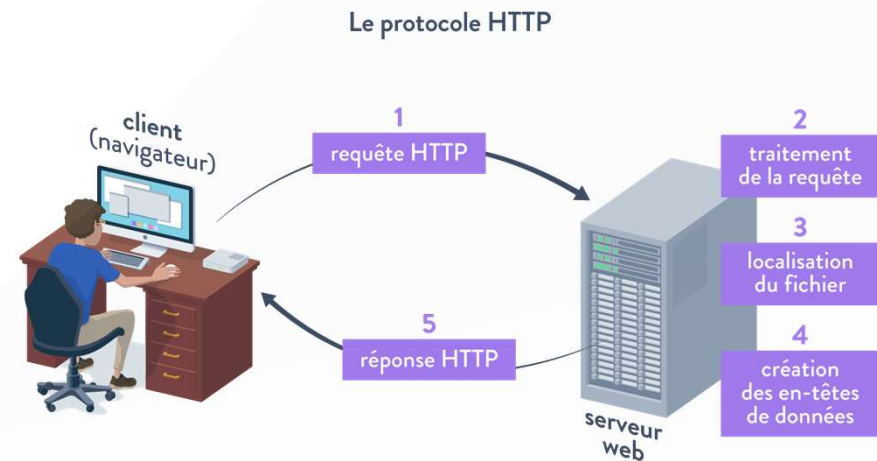 Le protocole HTTP
client
(navigateur)
1
requête HTTP
2
traitement
de la requête
3
localisation
du fichier
4
création
des en-têtes
de données
5
réponse HTTP
serveur
web